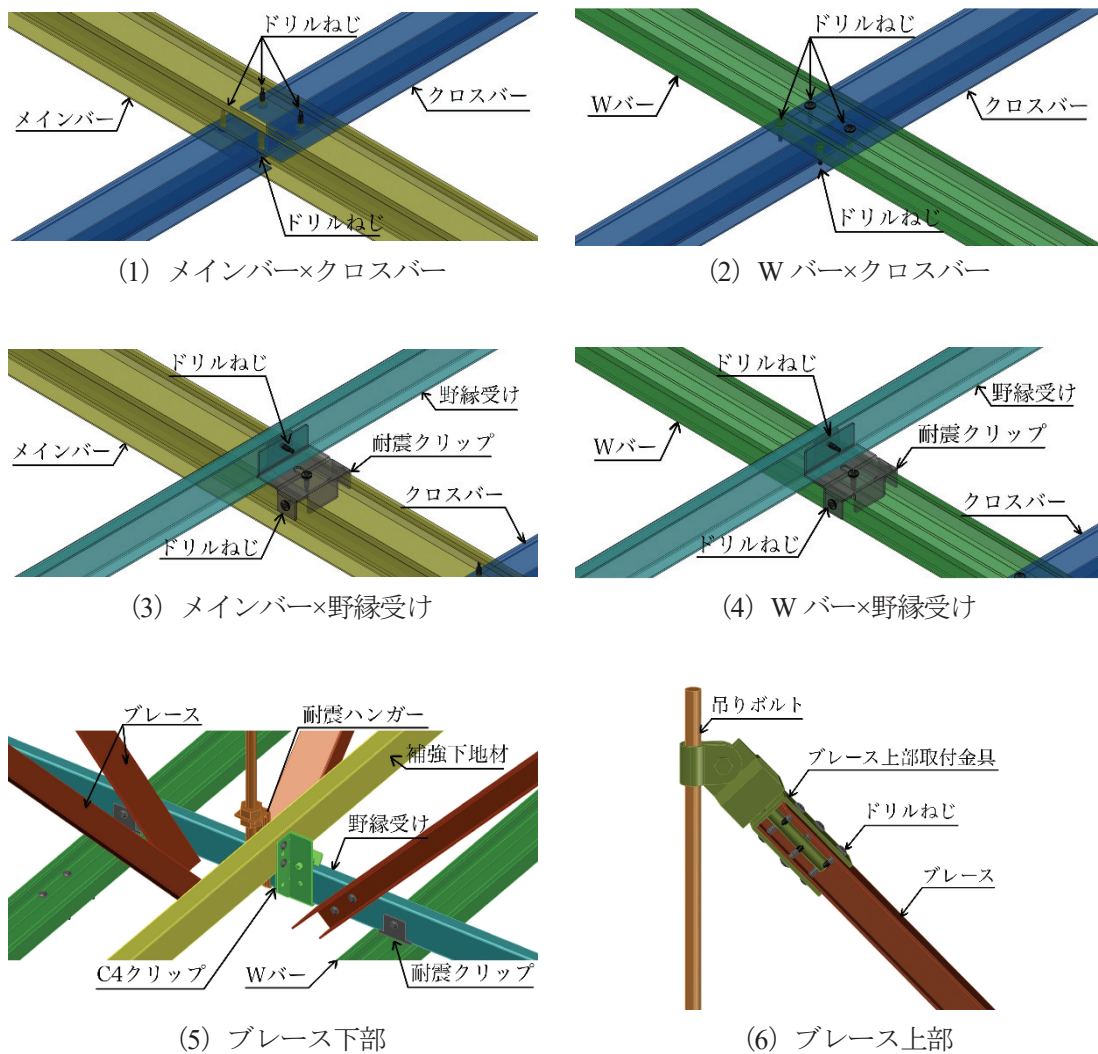 ドリルねじ
メインバー
クロスバー
ドリルねじ
(1) メインバー×クロスバー
ドリルねじ
Wバー
クロスバー
ドリルねじ
(2) W バー×クロスバー
ドリルねじ
野縁受け
メインバー
耐震クリップ
クロスバー
ドリルねじ
(3) メインバー×野縁受け
ドリルねじ
野縁受け
Wバー
耐震クリップ
クロスバー
ドリルねじ
(4) W バー×野縁受け
ブレース
耐震ハンガー
補強下地材
野縁受け
C4クリップ
Wバー
耐震クリップ
(5) ブレース下部
吊りボルト
ブレース上部取付金具
ドリルねじ
ブレース
(6) ブレース上部